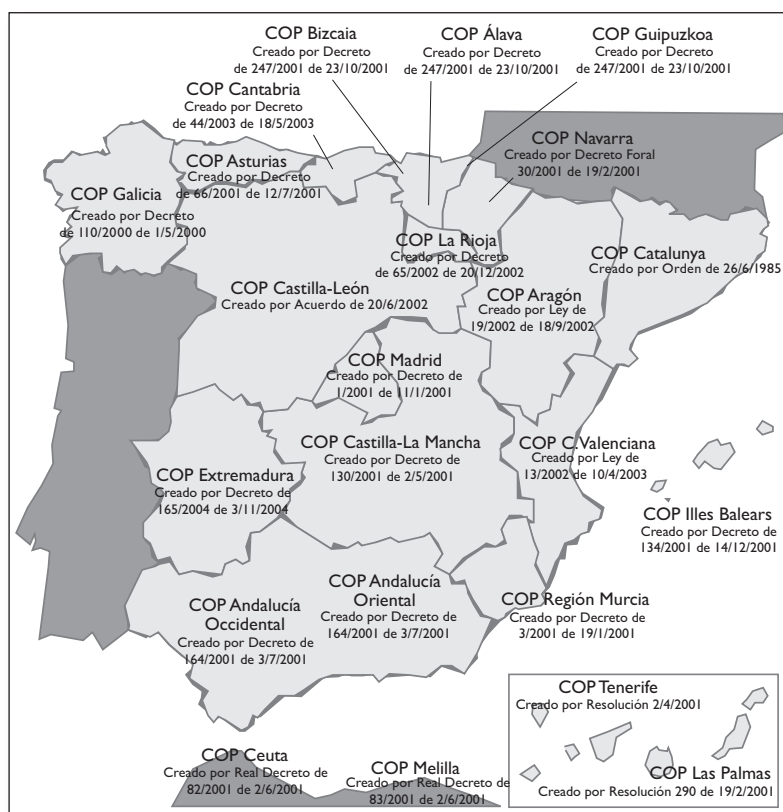 COP Bizcaia
Creado por Decreto
de 247/2001 de 23/10/2001
COP Álava
Creado por Decreto
de 247/2001 de 23/10/2001
COP Guipuzkoa
Creado por Decreto
de 247/2001 de 23/10/2001
COP Cantabria
Creado por Decreto
de 44/2003 de 18/5/2003
COP Navarra
Creado por Decreto Foral
30/2001 de 19/2/2001
COP Asturias
Creado por Decreto
de 66/2001 de 12/7/2001
COP Galicia
Creado por Decreto
de 110/2000 de 1/5/2000
COP La Rioja
Creado por Decreto
de 65/2002 de 20/12/2002
COP Catalunya
Creado por Orden de 26/6/1985
COP Castilla-León
Creado por Acuerdo de 20/6/2002
COP Aragón
Creado por Ley de
19/2002 de 18/9/2002
COP Madrid
Creado por Decreto de
1/2001 de 11/1/2001
COP Castilla-La Mancha
Creado por Decreto de
130/2001 de 2/5/2001
COP C. Valenciana
Creado por Ley de
13/2002 de 10/4/2003
COP Extremadura
Creado por Decreto de
165/2004 de 3/11/2004
COP Illes Balears
Creado por Decreto de
134/2001 de 14/12/2001
COP Andalucía
Oriental
Creado por Decreto de
164/2001 de 3/7/2001
COP Andalucía
Occidental
Creado por Decreto de
164/2001 de 3/7/2001
COP Región Murcia
Creado por Decreto de
3/2001 de 19/1/2001
COP Tenerife
Creado por Resolución 2/4/2001
COP Las Palmas
Creado por Resolución 290 de 19/2/2001
COP Ceuta
Creado por Real Decreto de
82/2001 de 2/6/2001
COP Melilla
Creado por Real Decreto de
83/2001 de 2/6/2001